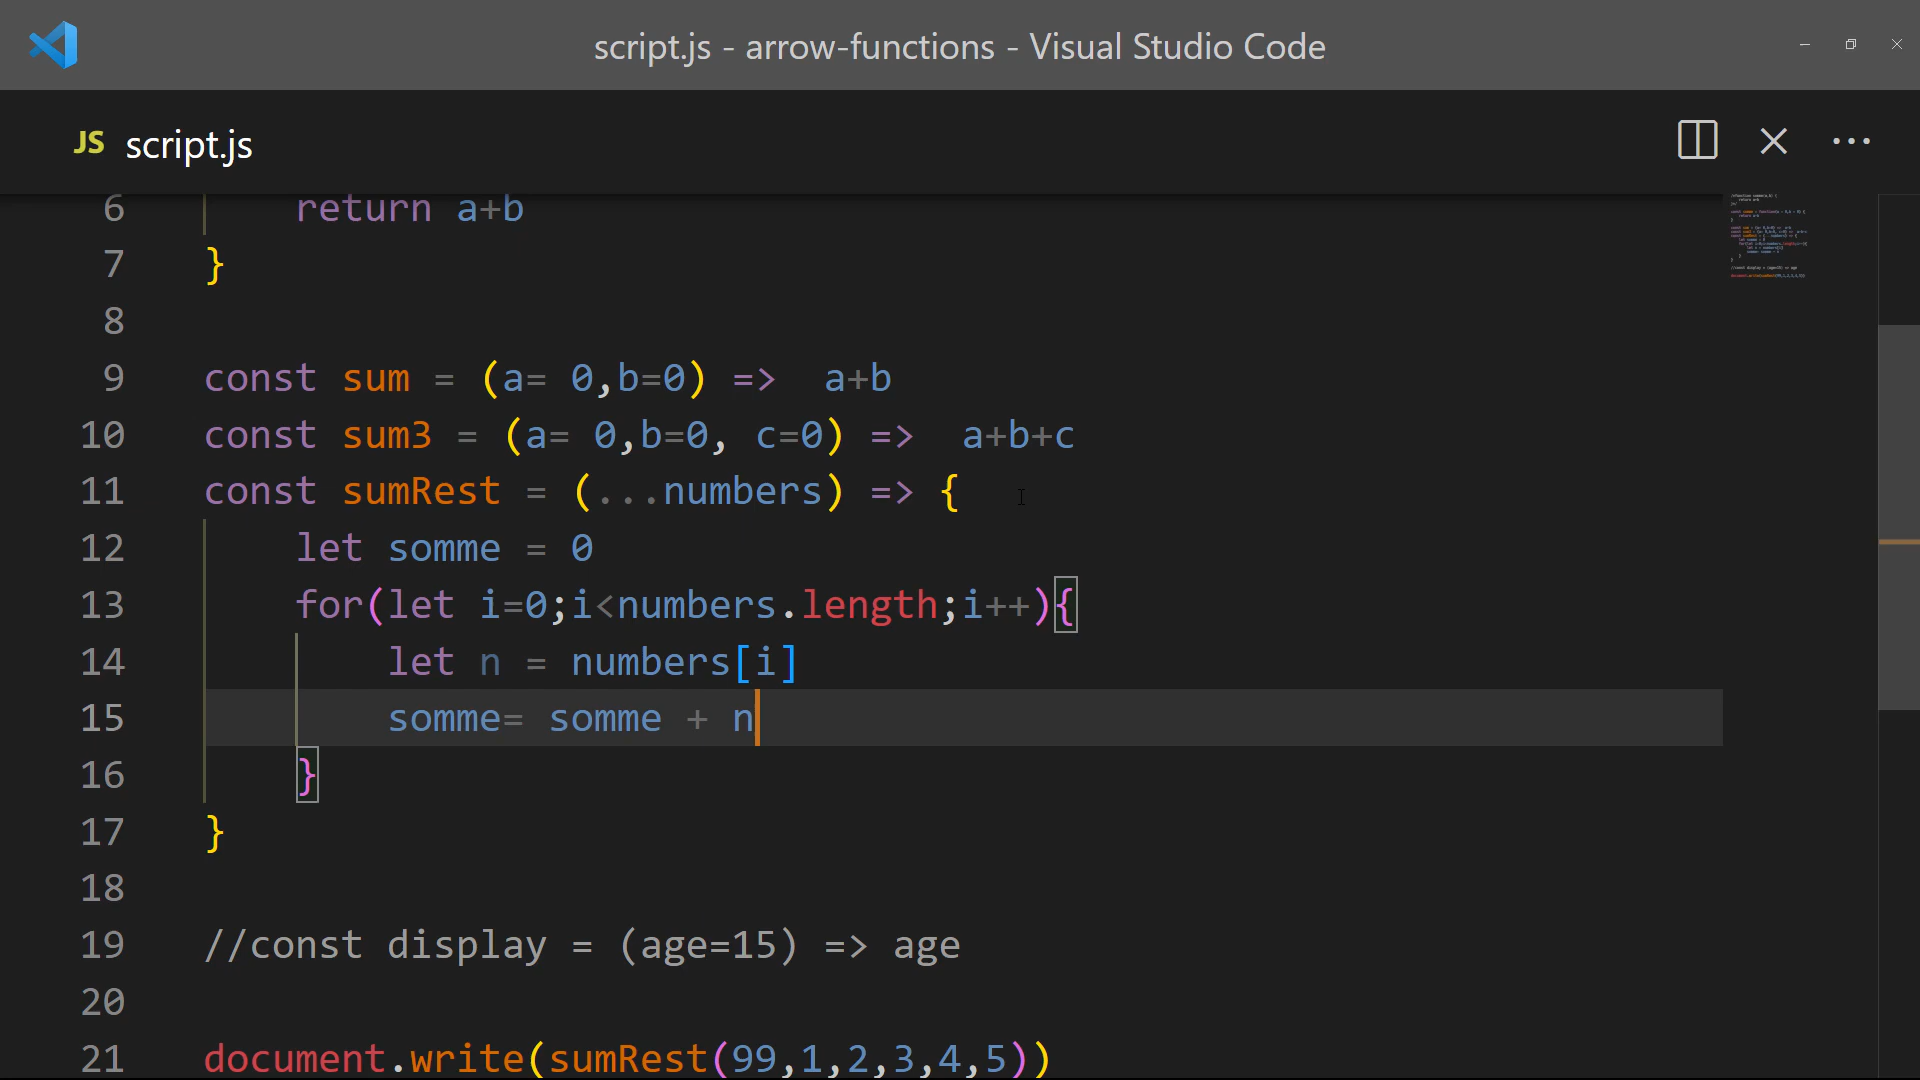 script.js - arrow-functions - Visual Studio Code
JS script.js
6 return a+b
7 }
8
9 const sum = (a= 0,b=0) =>  a+b
10 const sum3 = (a= 0,b=0, c=0) =>  a+b+c
11 const sumRest = (...numbers) => {
12 let somme = 0
13 for(let i=0;i<numbers.length;i++){
14 let n = numbers[i]
15 somme= somme + n
16 }
17 }
18
19 //const display = (age=15) => age
20
21 document.write(sumRest(99,1,2,3,4,5))